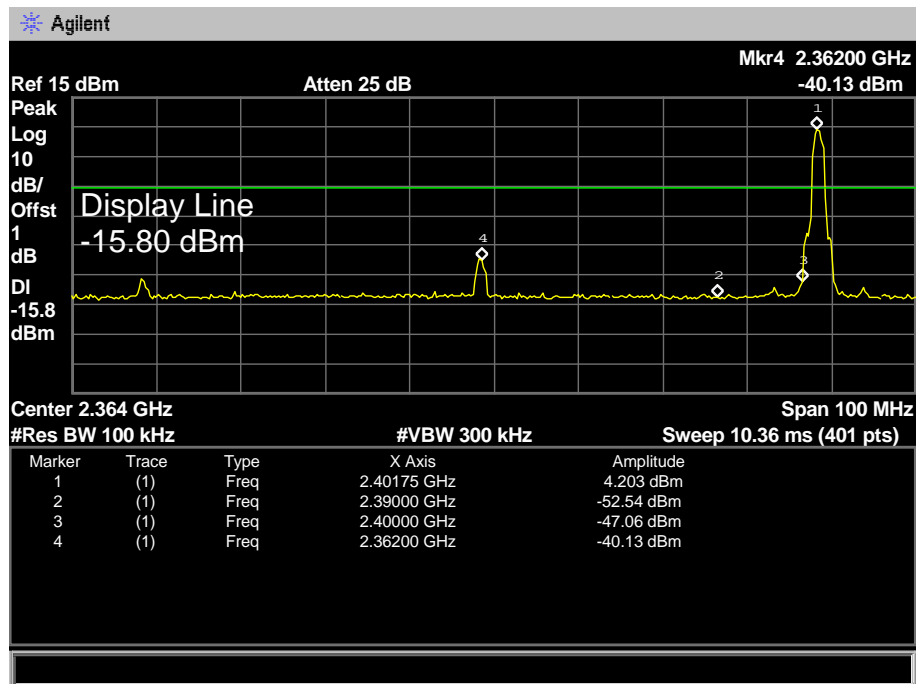 Agilent
Mkr4 2.36200 GHz
Ref 15 dBm Atten 25 dB -40.13 dBm
Peak
Log
10
dB/
Offst
1
dB
DI
-15.8
dBm
Display Line
-15.80 dBm
1
4
2
3
Center 2.364 GHz Span 100 MHz
#Res BW 100 kHz #VBW 300 kHz Sweep 10.36 ms (401 pts)
Marker Trace Type X Axis Amplitude
1 (1) Freq 2.40175 GHz 4.203 dBm
2 (1) Freq 2.39000 GHz -52.54 dBm
3 (1) Freq 2.40000 GHz -47.06 dBm
4 (1) Freq 2.36200 GHz -40.13 dBm